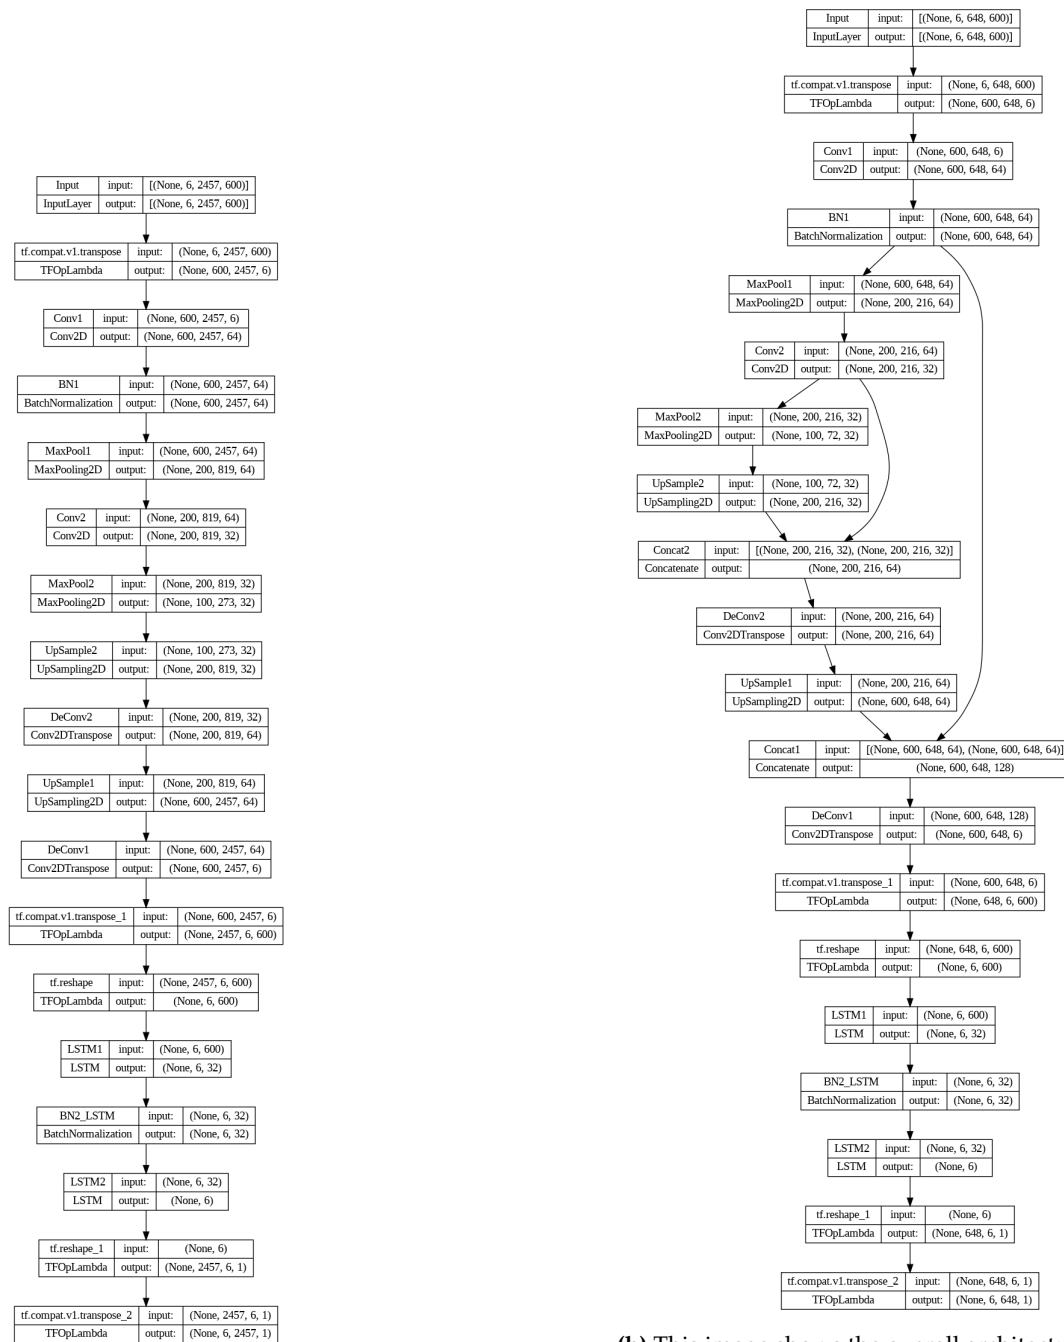 Input input: [(None, 6, 2457, 600)]
InputLayer output: [(None, 6, 2457, 600)]
tf.compat.v1.transpose input: (None, 6, 2457, 600)
TFOpLambda output: (None, 600, 2457, 6)
Conv1 input: (None, 600, 2457, 6)
Conv2D output: (None, 600, 2457, 64)
BN1 input: (None, 600, 2457, 64)
BatchNormalization output: (None, 600, 2457, 64)
MaxPool1 input: (None, 600, 2457, 64)
MaxPooling2D output: (None, 200, 819, 64)
Conv2 input: (None, 200, 819, 64)
Conv2D output: (None, 200, 819, 32)
MaxPool2 input: (None, 200, 819, 32)
MaxPooling2D output: (None, 100, 273, 32)
UpSample2 input: (None, 100, 273, 32)
UpSampling2D output: (None, 200, 819, 32)
DeConv2 input: (None, 200, 819, 32)
Conv2DTranspose output: (None, 200, 819, 64)
UpSample1 input: (None, 200, 819, 64)
UpSampling2D output: (None, 600, 2457, 64)
DeConv1 input: (None, 600, 2457, 64)
Conv2DTranspose output: (None, 600, 2457, 6)
tf.compat.v1.transpose_1 input: (None, 600, 2457, 6)
TFOpLambda output: (None, 2457, 6, 600)
tf.reshape input: (None, 2457, 6, 600)
TFOpLambda output: (None, 6, 600)
LSTM1 input: (None, 6, 600)
LSTM output: (None, 6, 32)
BN2_LSTM input: (None, 6, 32)
BatchNormalization output: (None, 6, 32)
LSTM2 input: (None, 6, 32)
LSTM output: (None, 6)
tf.reshape_1 input: (None, 6)
TFOpLambda output: (None, 2457, 6, 1)
tf.compat.v1.transpose_2 input: (None, 2457, 6, 1)
TFOpLambda output: (None, 6, 2457, 1)
Input input: [(None, 6, 648, 600)]
InputLayer output: [(None, 6, 648, 600)]
tf.compat.v1.transpose input: (None, 6, 648, 600)
TFOpLambda output: (None, 600, 648, 6)
Conv1 input: (None, 600, 648, 6)
Conv2D output: (None, 600, 648, 64)
BN1 input: (None, 600, 648, 64)
BatchNormalization output: (None, 600, 648, 64)
MaxPool1 input: (None, 600, 648, 64)
MaxPooling2D output: (None, 200, 216, 64)
Conv2 input: (None, 200, 216, 64)
Conv2D output: (None, 200, 216, 32)
MaxPool2 input: (None, 200, 216, 32)
MaxPooling2D output: (None, 100, 72, 32)
UpSample2 input: (None, 100, 72, 32)
UpSampling2D output: (None, 200, 216, 32)
Concat2 input: [(None, 200, 216, 32), (None, 200, 216, 32)]
Concatenate output: (None, 200, 216, 64)
DeConv2 input: (None, 200, 216, 64)
Conv2DTranspose output: (None, 200, 216, 64)
UpSample1 input: (None, 200, 216, 64)
UpSampling2D output: (None, 600, 648, 64)
Concat1 input: [(None, 600, 648, 64), (None, 600, 648, 64)]
Concatenate output: (None, 600, 648, 128)
DeConv1 input: (None, 600, 648, 128)
Conv2DTranspose output: (None, 600, 648, 6)
tf.compat.v1.transpose_1 input: (None, 600, 648, 6)
TFOpLambda output: (None, 648, 6, 600)
tf.reshape input: (None, 648, 6, 600)
TFOpLambda output: (None, 6, 600)
LSTM1 input: (None, 6, 600)
LSTM output: (None, 6, 32)
BN2_LSTM input: (None, 6, 32)
BatchNormalization output: (None, 6, 32)
LSTM2 input: (None, 6, 32)
LSTM output: (None, 6)
tf.reshape_1 input: (None, 6)
TFOpLambda output: (None, 648, 6, 1)
tf.compat.v1.transpose_2 input: (None, 648, 6, 1)
TFOpLambda output: (None, 6, 648, 1)